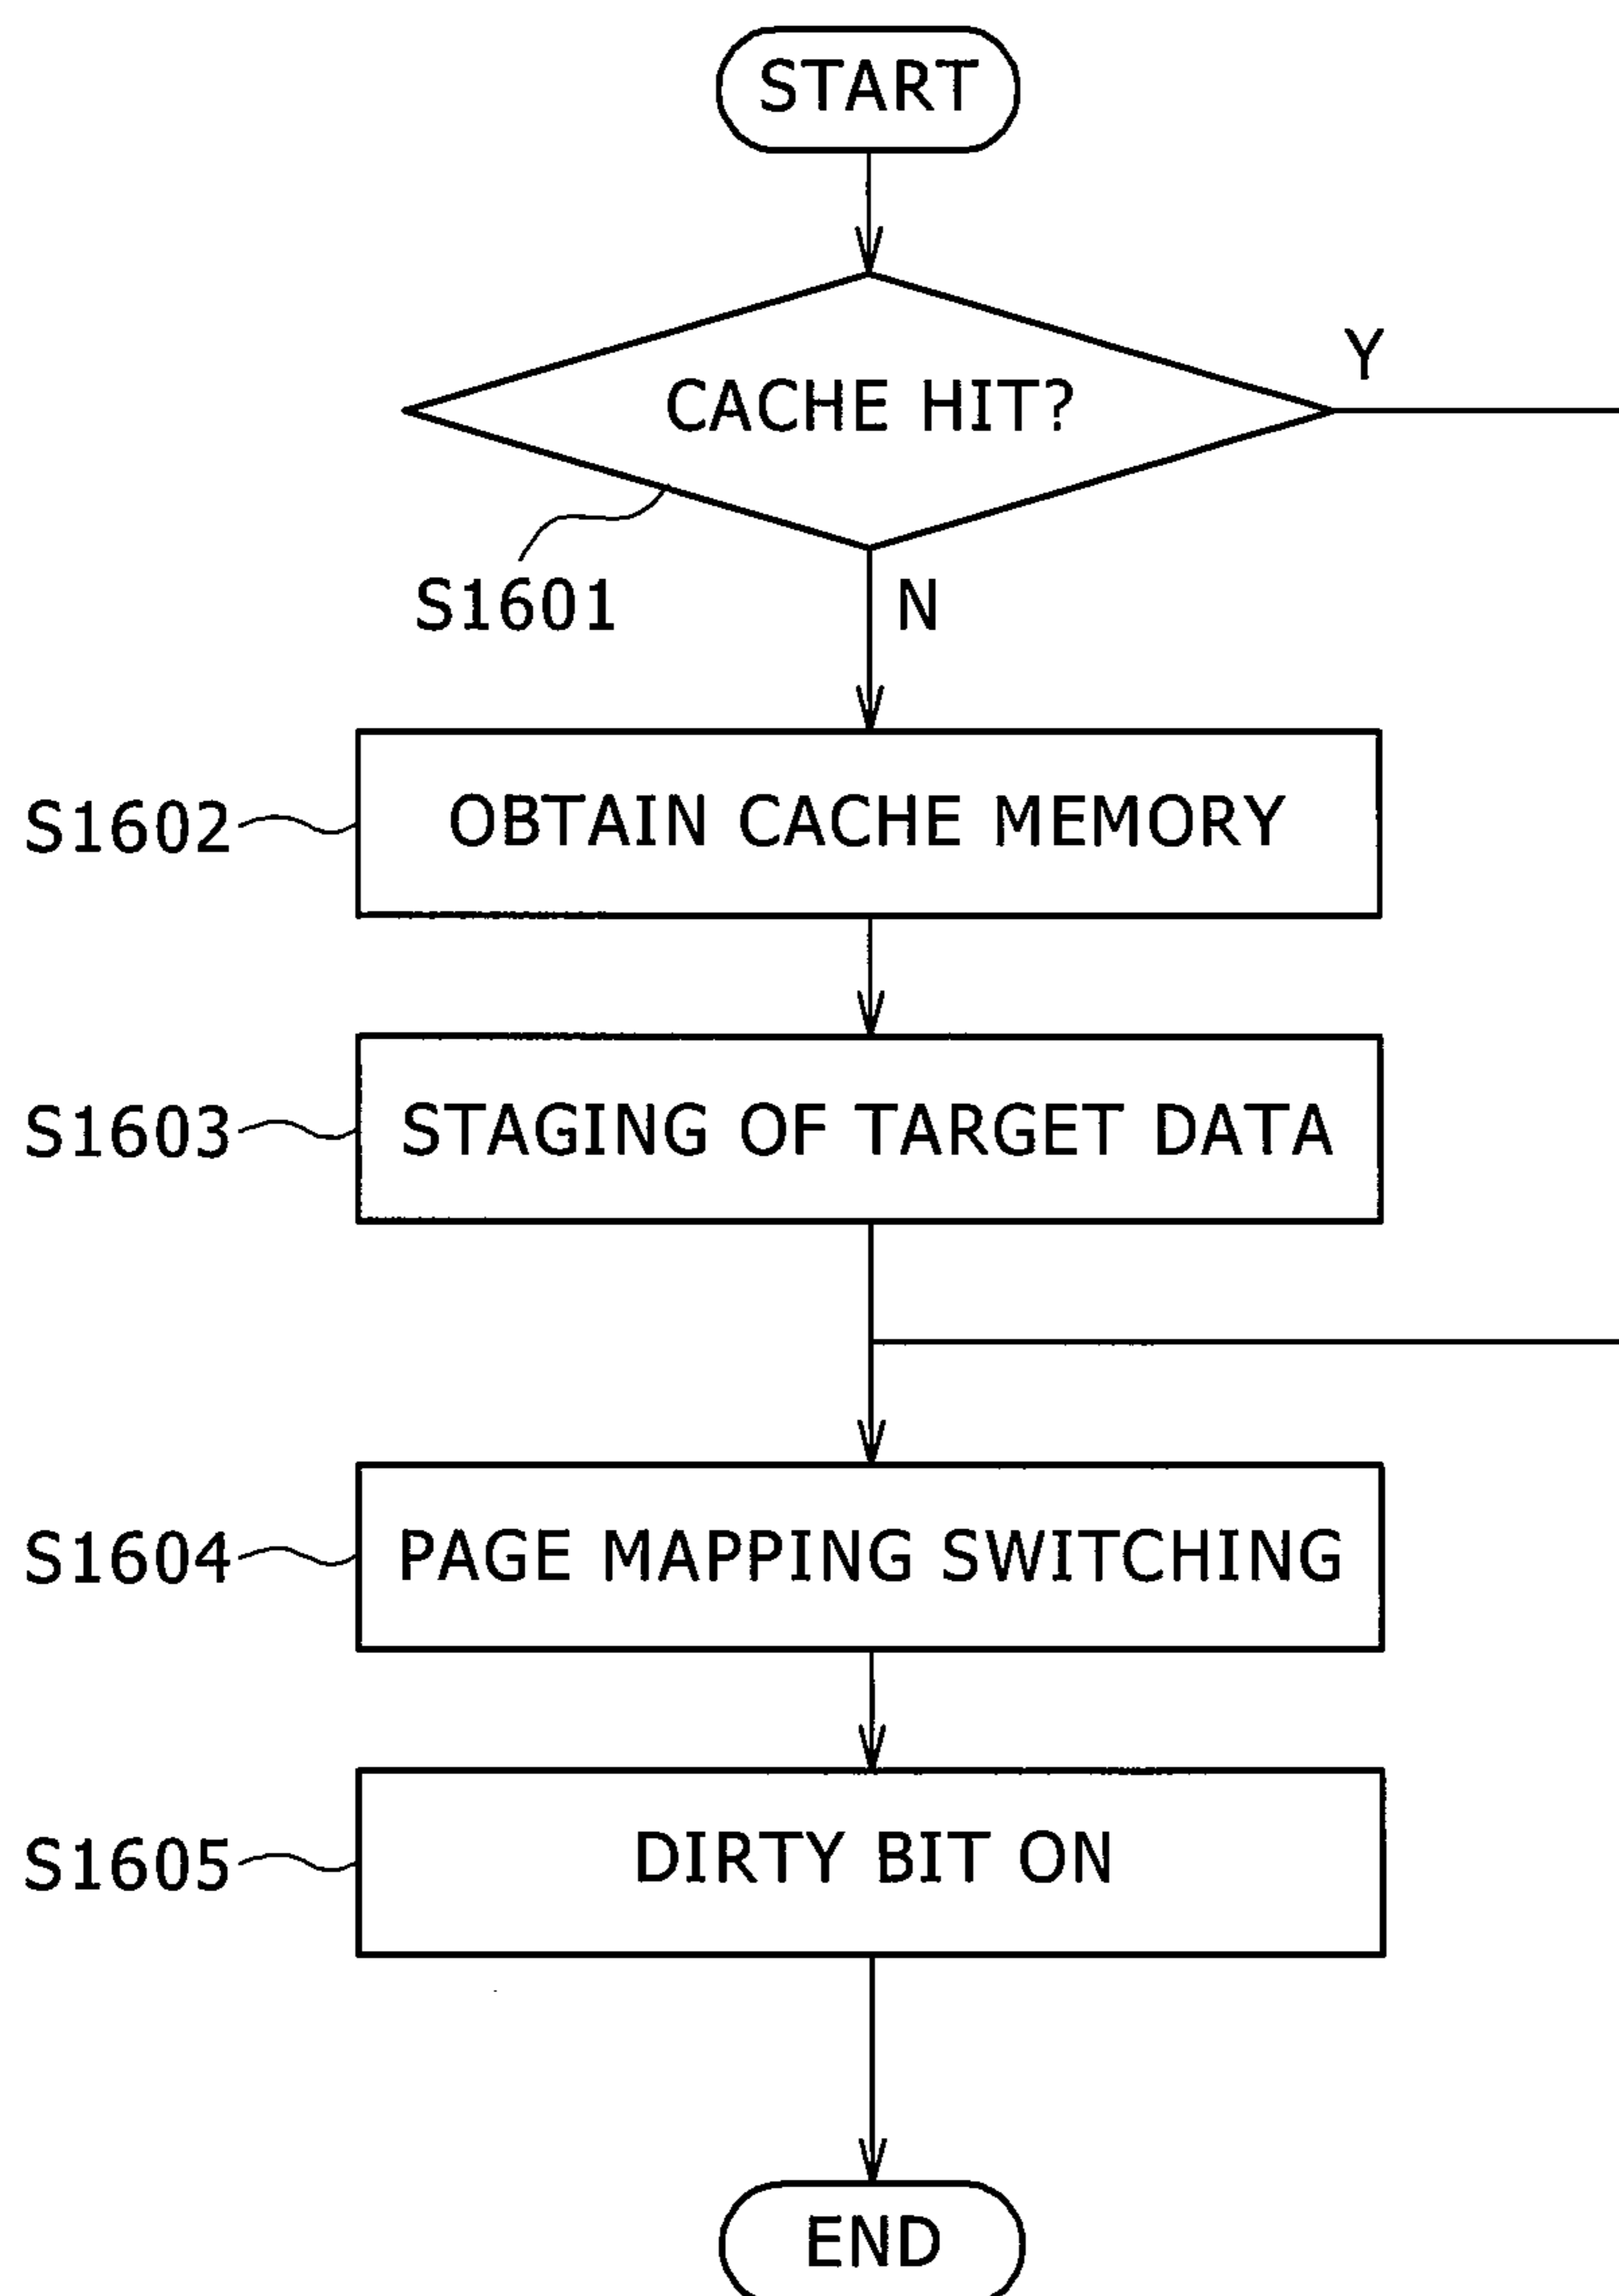 START
CACHE HIT?
Y
S1601
N
S1602
OBTAIN CACHE MEMORY
S1603
STAGING OF TARGET DATA
S1604
PAGE MAPPING SWITCHING
S1605
DIRTY BIT ON
END